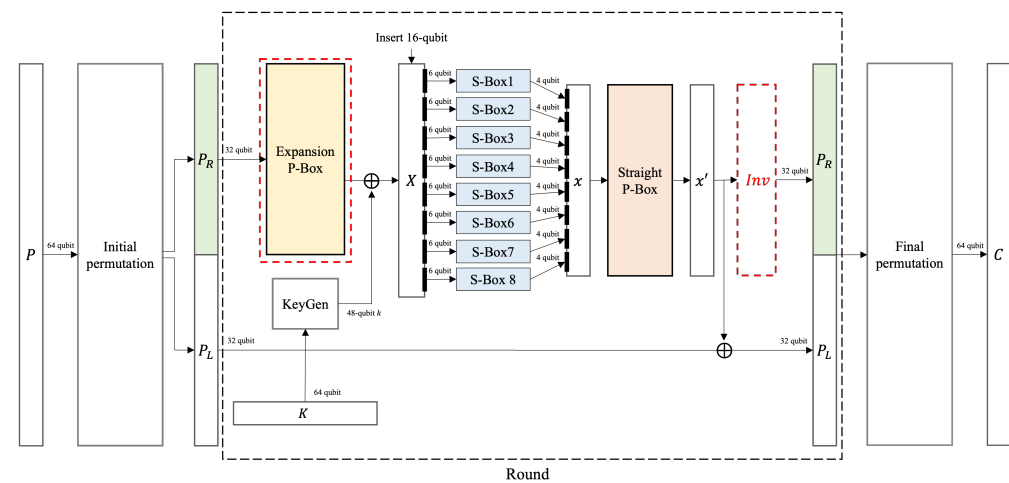 Insert 16-qubit
P
64 qubit
Initial
permutation
P_R
P_L
32 qubit
Expansion
P-Box
KeyGen
48-qubit k
64 qubit
K
32 qubit
X
6 qubit
S-Box1
4 qubit
6 qubit
S-Box2
4 qubit
6 qubit
S-Box3
4 qubit
6 qubit
S-Box4
4 qubit
6 qubit
S-Box5
4 qubit
6 qubit
S-Box6
4 qubit
6 qubit
S-Box7
4 qubit
6 qubit
S-Box 8
4 qubit
x
Straight
P-Box
x′
Inv
32 qubit
32 qubit
P_R
P_L
Final
permutation
64 qubit
C
Round